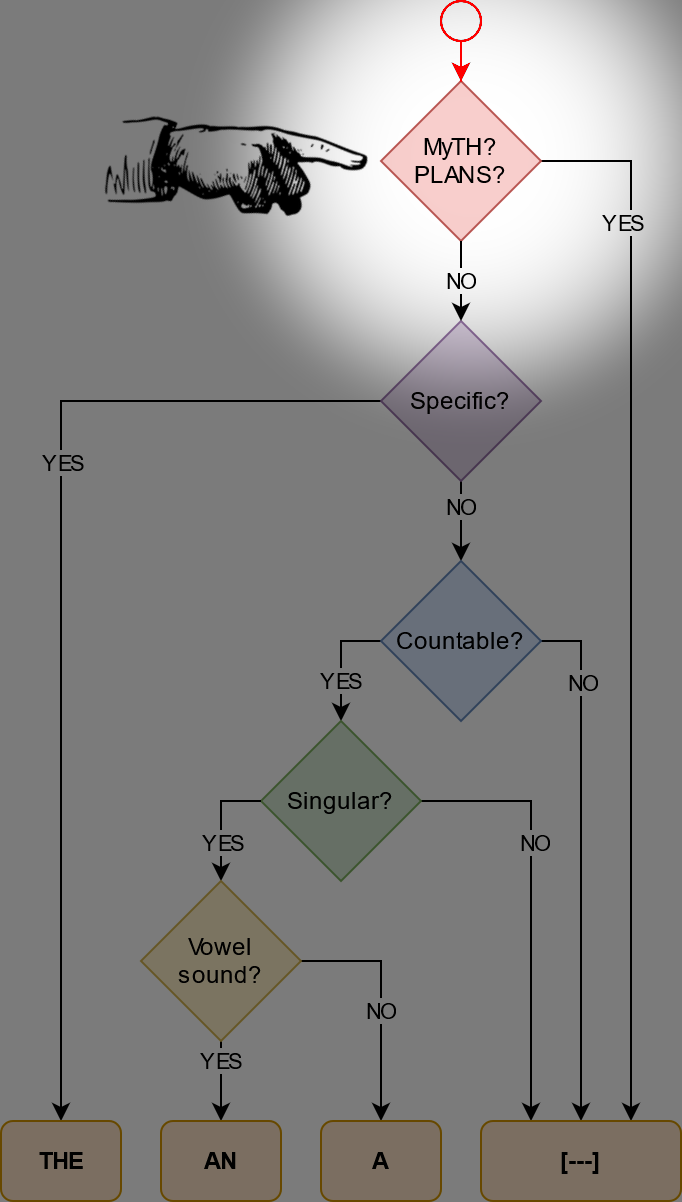 MyTH?
PLANS?
YES
NO
Specific?
YES
NO
Countable?
YES
NO
Singular?
YES
NO
Vowel
sound?
NO
YES
THE
AN
A
[---]